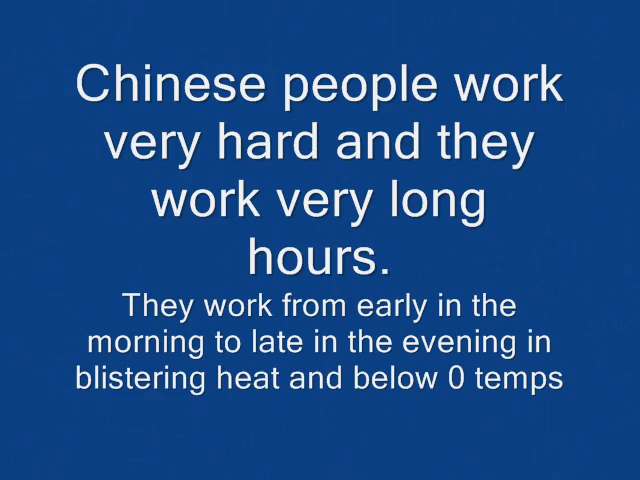 Chinese people work
very hard and they
work very long
hours.
They work from early in the
morning to late in the evening in
blistering heat and below 0 temps